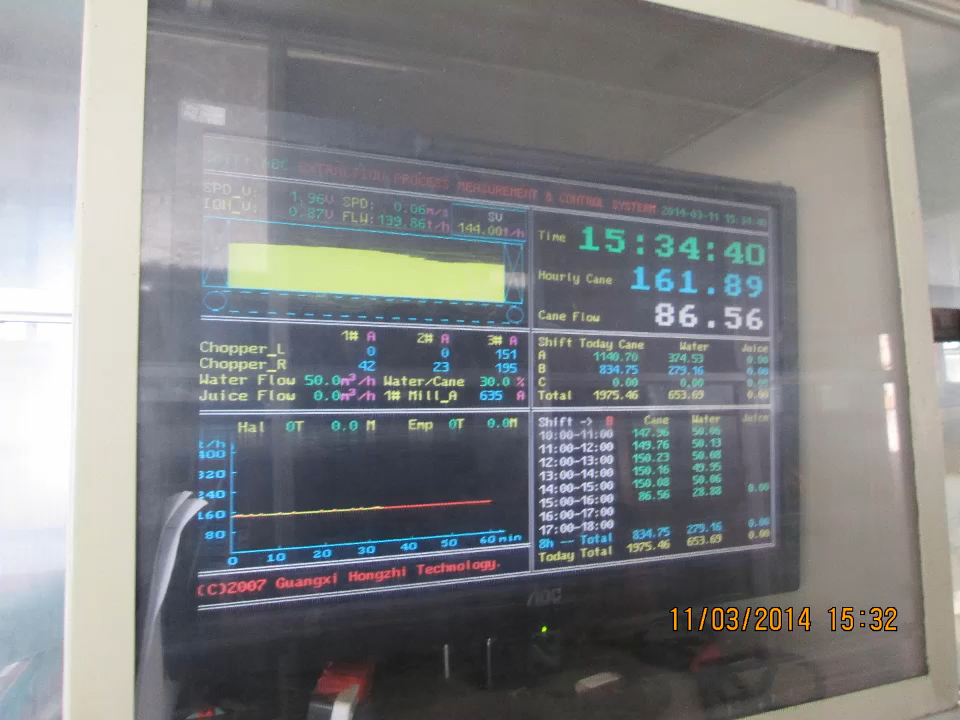 Shift ABC EXTRACTION PROCESS MEASUREMENT & CONTROL SYSTERM 2014-03-11 15:34:40
SPD_V: 1.96V SPD: 0.06m/s
IGN_V: 0.87V FLW:139.86t/h
SV
144.00t/h
Time 15:34:40
Hourly Cane 161.89
Cane Flow 86.56
1# A 2# A 3# A
Chopper_L 0 0 151
Chopper_R 42 23 195
Water Flow 50.0m³/h Water/Cane 30.0 %
Juice Flow 0.0m³/h 1# Mill_A 635 A
Shift Today Cane Water Juice
A 1140.70 374.53 0.00
B 834.75 279.16 0.00
C 0.00 0.00 0.00
Total 1975.46 653.69 0.00
Hal 0T 0.0 M Emp 0T 0.0M
t/h
400
320
240
160
80
0 10 20 30 40 50 60 min
Shift -> B Cane Water Juice
10:00-11:00 147.96 50.06
11:00-12:00 149.76 50.13
12:00-13:00 150.23 50.08
13:00-14:00 150.16 49.95
14:00-15:00 150.08 50.06
15:00-16:00 86.56 28.88 0.00
16:00-17:00
17:00-18:00
8h -- Total 834.75 279.16 0.00
Today Total 1975.46 653.69 0.00
(C)2007 Guangxi Hongzhi Technology.
AOC
11/03/2014 15:32